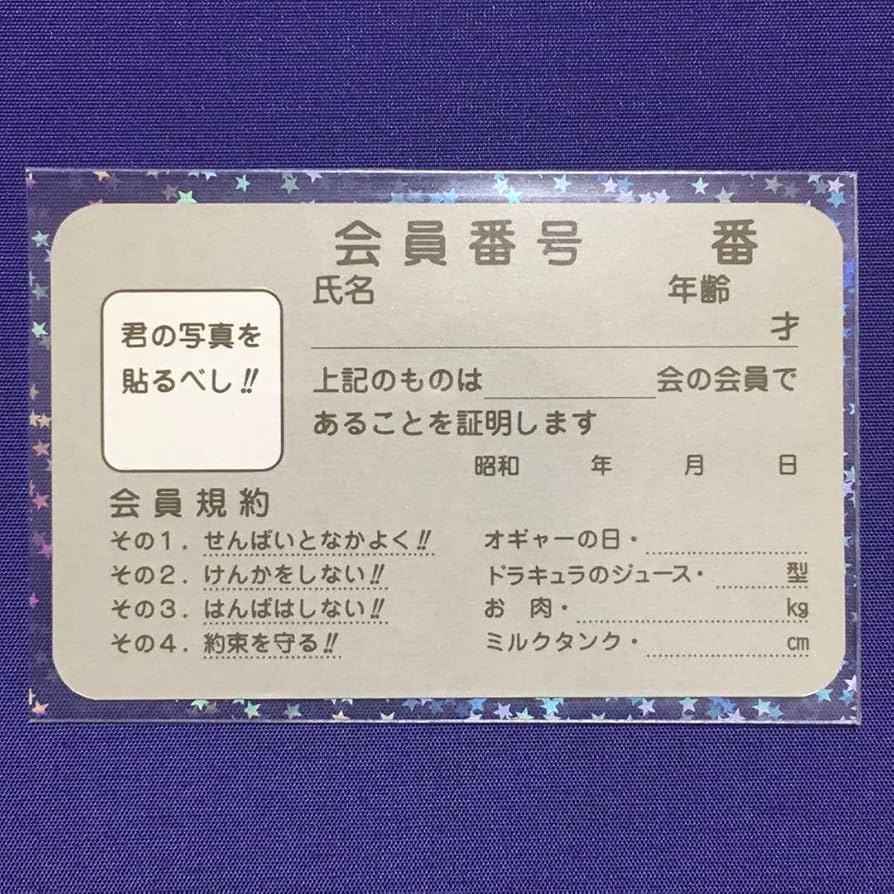 会員番号 番
氏名 年齢
才
君の写真を
貼るべし!!
上記のものは 会の会員で
あることを証明します
昭和 年 月 日
会員規約
その1. せんぱいとなかよく!!
その2. けんかをしない!!
その3. はんぱはしない!!
その4. 約束を守る!!
オギャーの日・
ドラキュラのジュース・ 型
お 肉・ kg
ミルクタンク・ cm